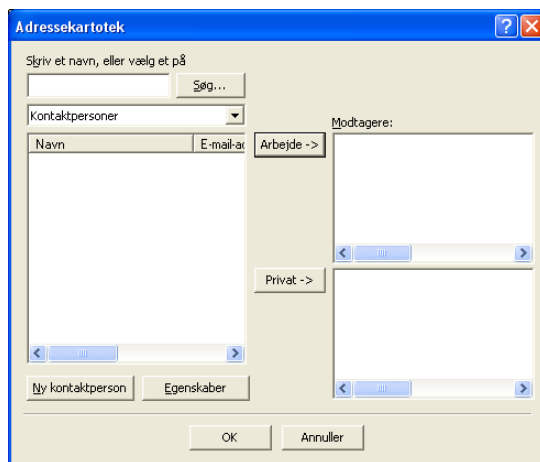 Adressekartotek
Skriv et navn, eller vælg et på
Søg...
Kontaktpersoner
Modtagere:
Navn E-mail-ad
Arbejde ->
Privat ->
Ny kontaktperson Egenskaber
OK Annuller